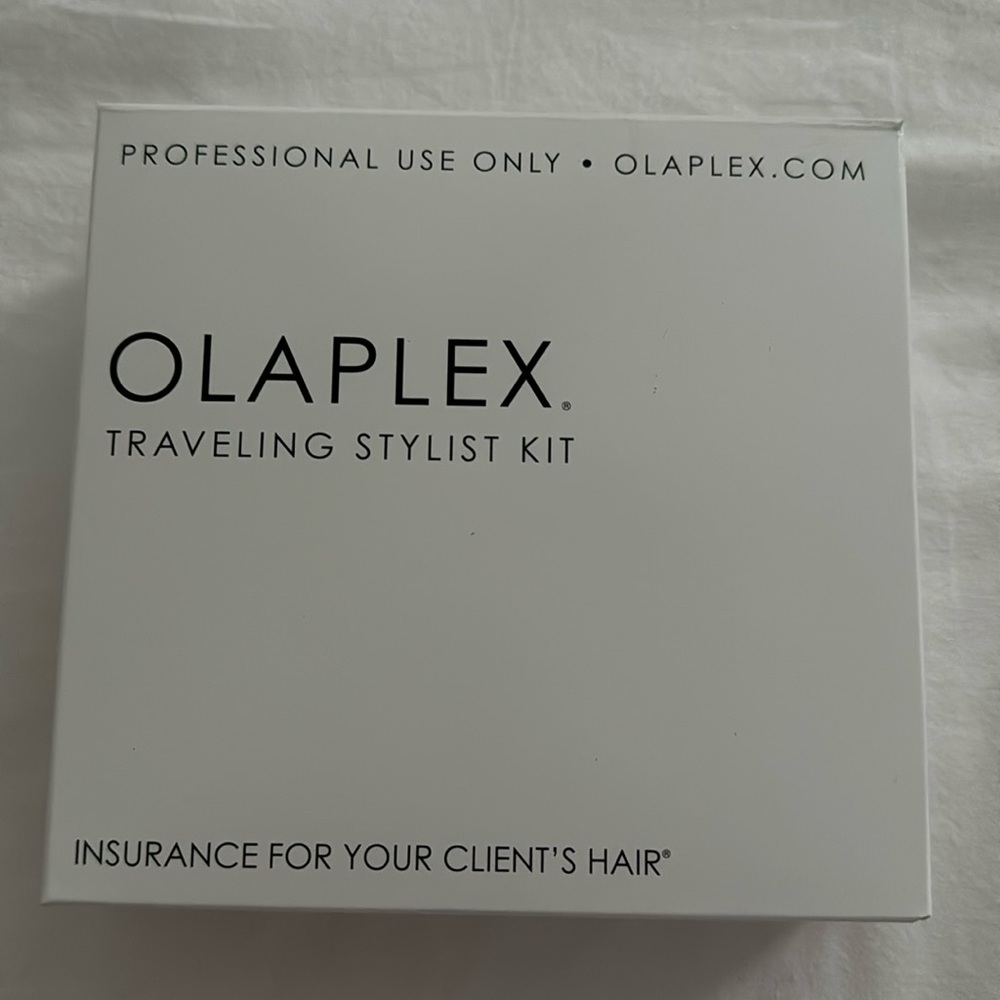 PROFESSIONAL USE ONLY • OLAPLEX.COM
OLAPLEX®
TRAVELING STYLIST KIT
INSURANCE FOR YOUR CLIENT'S HAIR®